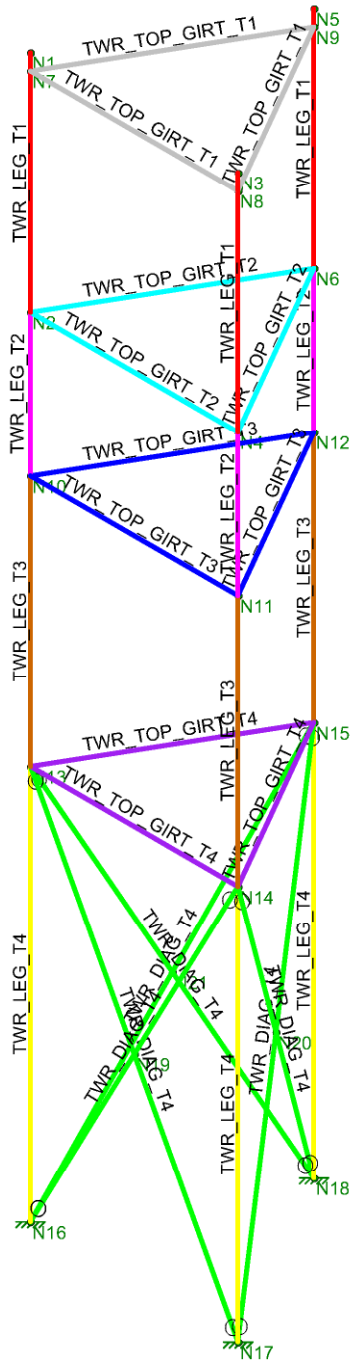 N5
TWR_TOP_GIRT_T1
N9
N1
N7
TWR_TOP_GIRT_T1
TWR_TOP_GIRT_T1
TWR_LEG_T1
TWR_LEG_T1
N3
N8
TWR_LEG_T1
TWR_TOP_GIRT_T2
N6
N2
TWR_TOP_GIRT_T2
TWR_TOP_GIRT_T2
TWR_LEG_T2
TWR_LEG_T2
N4
TWR_TOP_GIRT_T3
N12
TWR_LEG_T2
N10
TWR_TOP_GIRT_T3
TWR_TOP_GIRT_T3
N11
TWR_LEG_T3
TWR_LEG_T3
TWR_LEG_T3
TWR_TOP_GIRT_T4
N15
TWR_TOP_GIRT_T4
TWR_TOP_GIRT_T4
N14
TWR_LEG_T4
TWR_LEG_T4
TWR_DIAG_T4
TWR_DIAG_T4
TWR_DIAG_T4
TWR_DIAG_T4
TWR_DIAG_T4
N18
TWR_LEG_T4
N16
N17